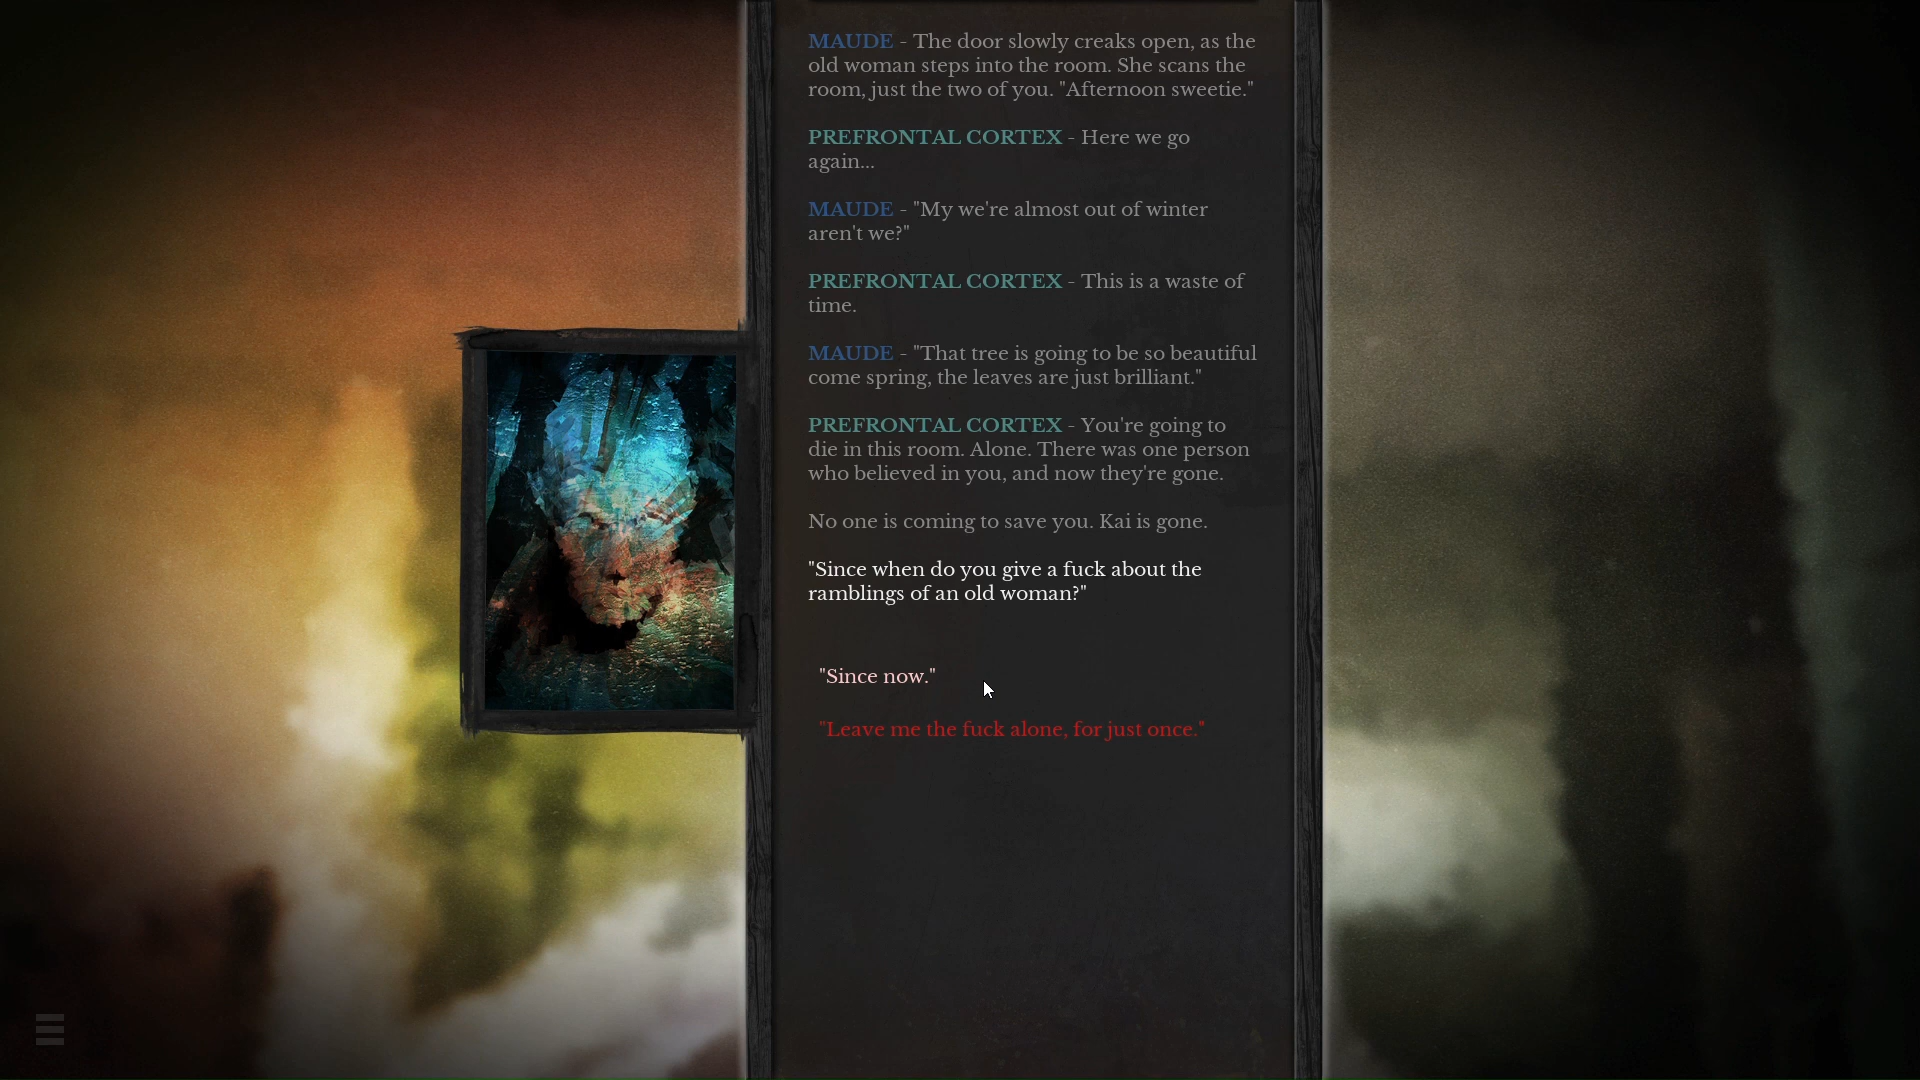 MAUDE - The door slowly creaks open, as the
old woman steps into the room. She scans the
room, just the two of you. "Afternoon sweetie."
PREFRONTAL CORTEX - Here we go
again...
MAUDE - "My we're almost out of winter
aren't we?"
PREFRONTAL CORTEX - This is a waste of
time.
MAUDE - "That tree is going to be so beautiful
come spring, the leaves are just brilliant."
PREFRONTAL CORTEX - You're going to
die in this room. Alone. There was one person
who believed in you, and now they're gone.
No one is coming to save you. Kai is gone.
"Since when do you give a fuck about the
ramblings of an old woman?"
"Since now."
"Leave me the fuck alone, for just once."